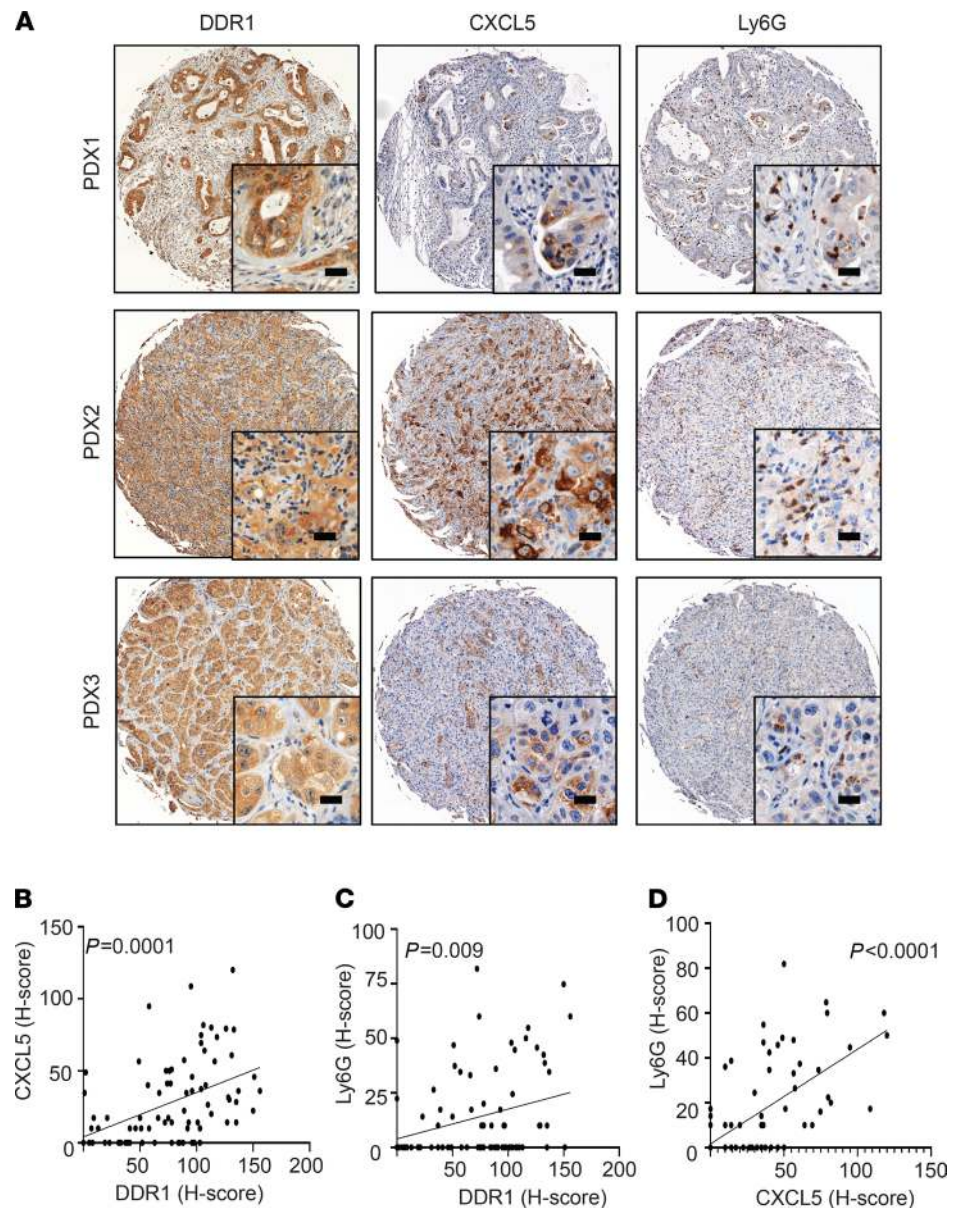 A
DDR1 CXCL5 Ly6G
PDX1
PDX2
PDX3
B C D
P=0.0001
CXCL5 (H-score)
150
100
50
0
0 50 100 150 200
DDR1 (H-score)
P=0.009
Ly6G (H-score)
100
75
50
25
0
50 100 150 200
DDR1 (H-score)
P<0.0001
Ly6G (H-score)
100
80
60
40
20
0
0 50 100 150
CXCL5 (H-score)